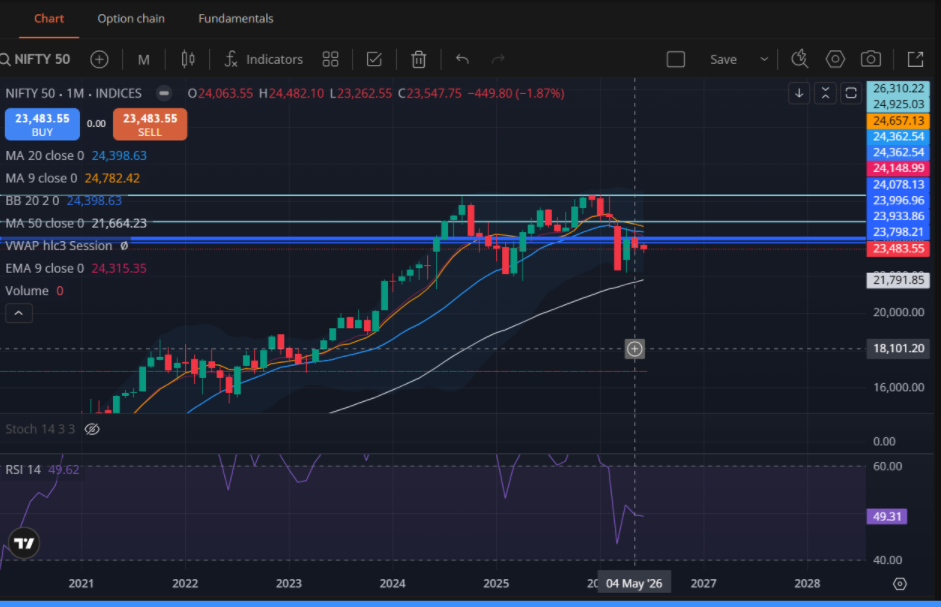 Chart Option chain Fundamentals
NIFTY 50 M Indicators Save
NIFTY 50 · 1M · INDICES O24,063.55 H24,482.10 L23,262.55 C23,547.75 −449.80 (−1.87%)
23,483.55 BUY
0.00
23,483.55 SELL
MA 20 close 0 24,398.63
MA 9 close 0 24,782.42
BB 20 2 0 24,398.63
MA 50 close 0 21,664.23
VWAP hlc3 Session Ø
EMA 9 close 0 24,315.35
Volume 0
26,310.22
24,925.03
24,657.13
24,362.54
24,362.54
24,148.99
24,078.13
23,996.96
23,933.86
23,798.21
23,483.55
21,791.85
20,000.00
18,101.20
16,000.00
Stoch 14 3 3
0.00
RSI 14 49.62
60.00
49.31
40.00
2021 2022 2023 2024 2025 04 May '26 2027 2028